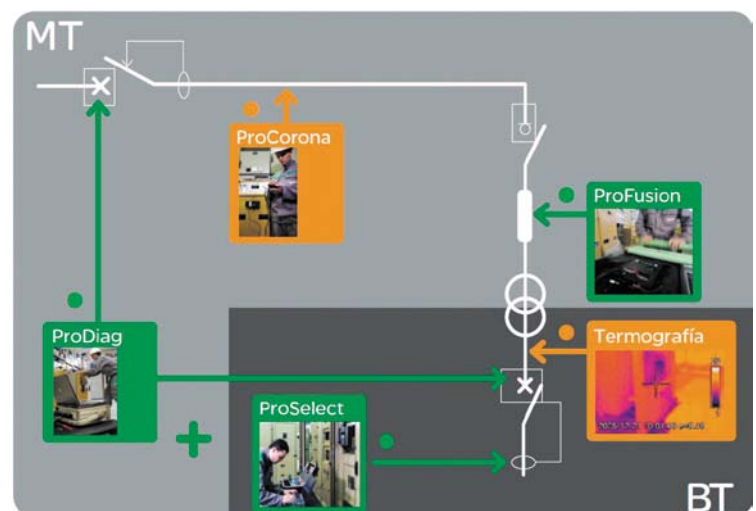 MT
ProCorona
ProFusion
ProDiag
Termografía
ProSelect
BT